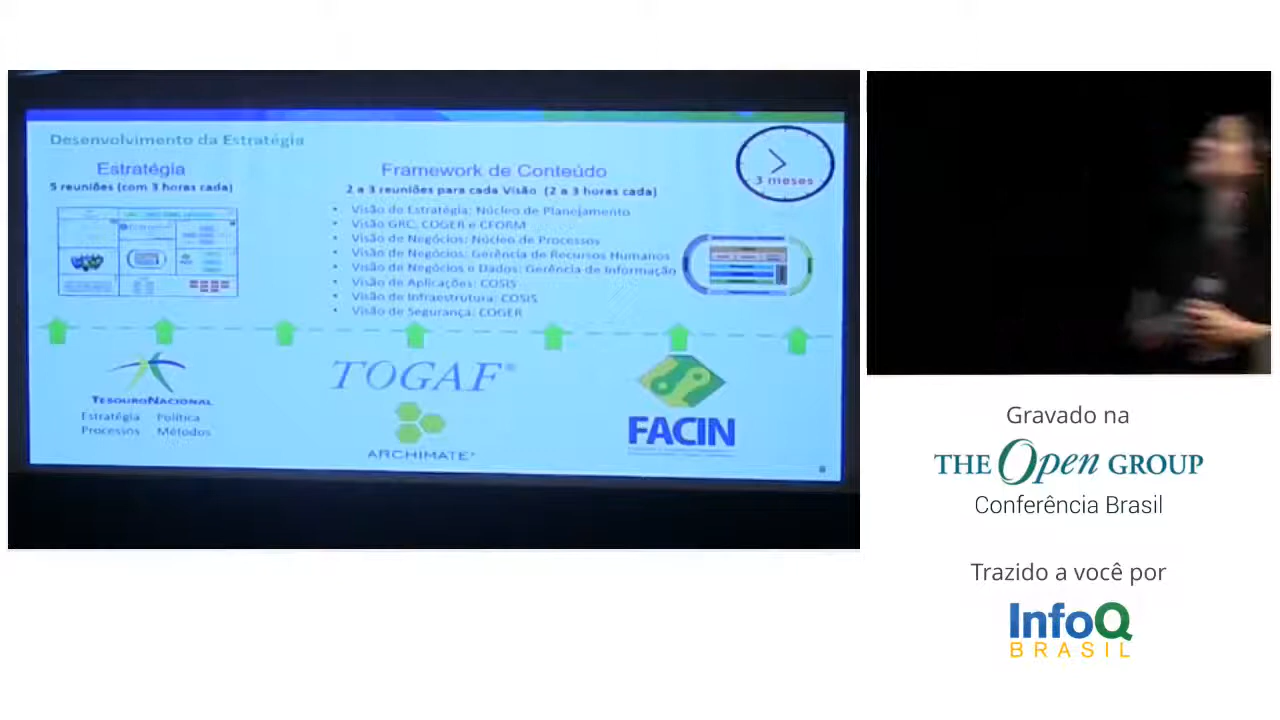 Desenvolvimento da Estratégia
Estratégia
5 reuniões (com 3 horas cada)
Framework de Conteúdo
2 a 3 reuniões para cada Visão (2 a 3 horas cada)
3 meses
• Visão de Estratégia: Núcleo de Planejamento
• Visão GRC: COGER e CFORM
• Visão de Negócios: Núcleo de Processos
• Visão de Negócios: Gerência de Recursos Humanos
• Visão de Negócios e Dados: Gerência de Informação
• Visão de Aplicações: COSIS
• Visão de Infraestrutura: COSIS
• Visão de Segurança: COGER
TESOURO NACIONAL
Estratégia Política
Processos Métodos
TOGAF®
ARCHIMATE®
FACIN
8
Gravado na
THE Open GROUP
Conferência Brasil
Trazido a você por
InfoQ
BRASIL